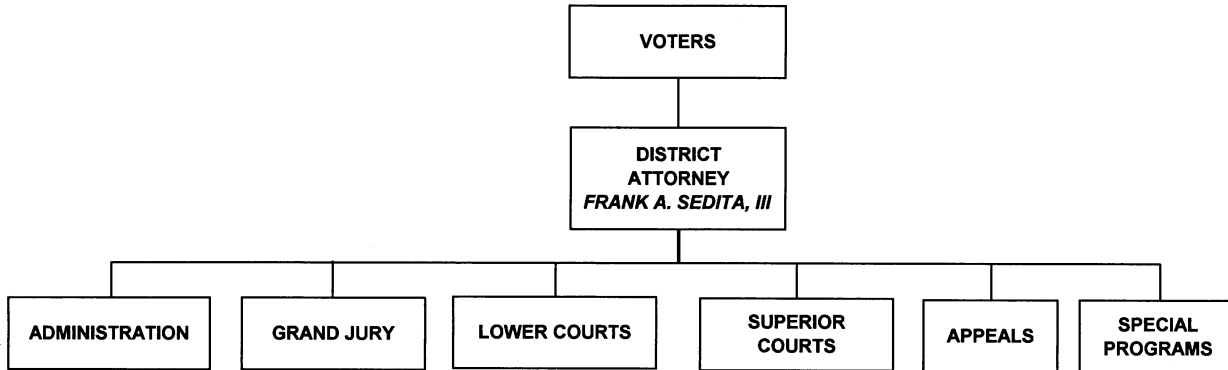 VOTERS
DISTRICT
ATTORNEY
FRANK A. SEDITA, III
ADMINISTRATION
GRAND JURY
LOWER COURTS
SUPERIOR
COURTS
APPEALS
SPECIAL
PROGRAMS